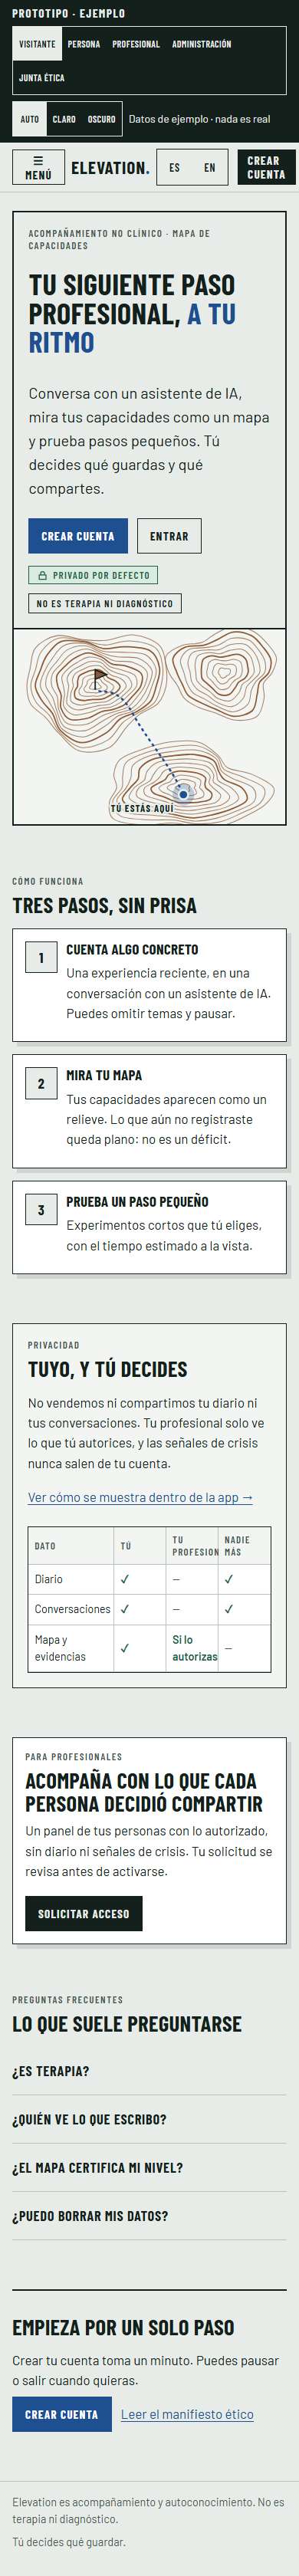 PROTOTIPO · EJEMPLO
VISITANTE PERSONA PROFESIONAL ADMINISTRACIÓN
JUNTA ÉTICA
AUTO CLARO OSCURO Datos de ejemplo · nada es real
☰ MENÚ
ELEVATION.
ES EN
CREAR CUENTA
ACOMPAÑAMIENTO NO CLÍNICO · MAPA DE
CAPACIDADES
TU SIGUIENTE PASO
PROFESIONAL, A TU
RITMO
Conversa con un asistente de IA,
mira tus capacidades como un mapa
y prueba pasos pequeños. Tú
decides qué guardas y qué
compartes.
CREAR CUENTA ENTRAR
PRIVADO POR DEFECTO
NO ES TERAPIA NI DIAGNÓSTICO
TÚ ESTÁS AQUÍ
CÓMO FUNCIONA
TRES PASOS, SIN PRISA
1 CUENTA ALGO CONCRETO
Una experiencia reciente, en una
conversación con un asistente de IA.
Puedes omitir temas y pausar.
2 MIRA TU MAPA
Tus capacidades aparecen como un
relieve. Lo que aún no registraste
queda plano: no es un déficit.
3 PRUEBA UN PASO PEQUEÑO
Experimentos cortos que tú eliges,
con el tiempo estimado a la vista.
PRIVACIDAD
TUYO, Y TÚ DECIDES
No vendemos ni compartimos tu diario ni
tus conversaciones. Tu profesional solo ve
lo que tú autorices, y las señales de crisis
nunca salen de tu cuenta.
Ver cómo se muestra dentro de la app →
DATO TÚ TU PROFESION NADIE MÁS
Diario ✓ — ✓
Conversaciones ✓ — ✓
Mapa y evidencias ✓ Si lo autorizas —
PARA PROFESIONALES
ACOMPAÑA CON LO QUE CADA
PERSONA DECIDIÓ COMPARTIR
Un panel de tus personas con lo autorizado,
sin diario ni señales de crisis. Tu solicitud se
revisa antes de activarse.
SOLICITAR ACCESO
PREGUNTAS FRECUENTES
LO QUE SUELE PREGUNTARSE
¿ES TERAPIA?
¿QUIÉN VE LO QUE ESCRIBO?
¿EL MAPA CERTIFICA MI NIVEL?
¿PUEDO BORRAR MIS DATOS?
EMPIEZA POR UN SOLO PASO
Crear tu cuenta toma un minuto. Puedes pausar
o salir cuando quieras.
CREAR CUENTA Leer el manifiesto ético
Elevation es acompañamiento y autoconocimiento. No es
terapia ni diagnóstico.
Tú decides qué guardar.